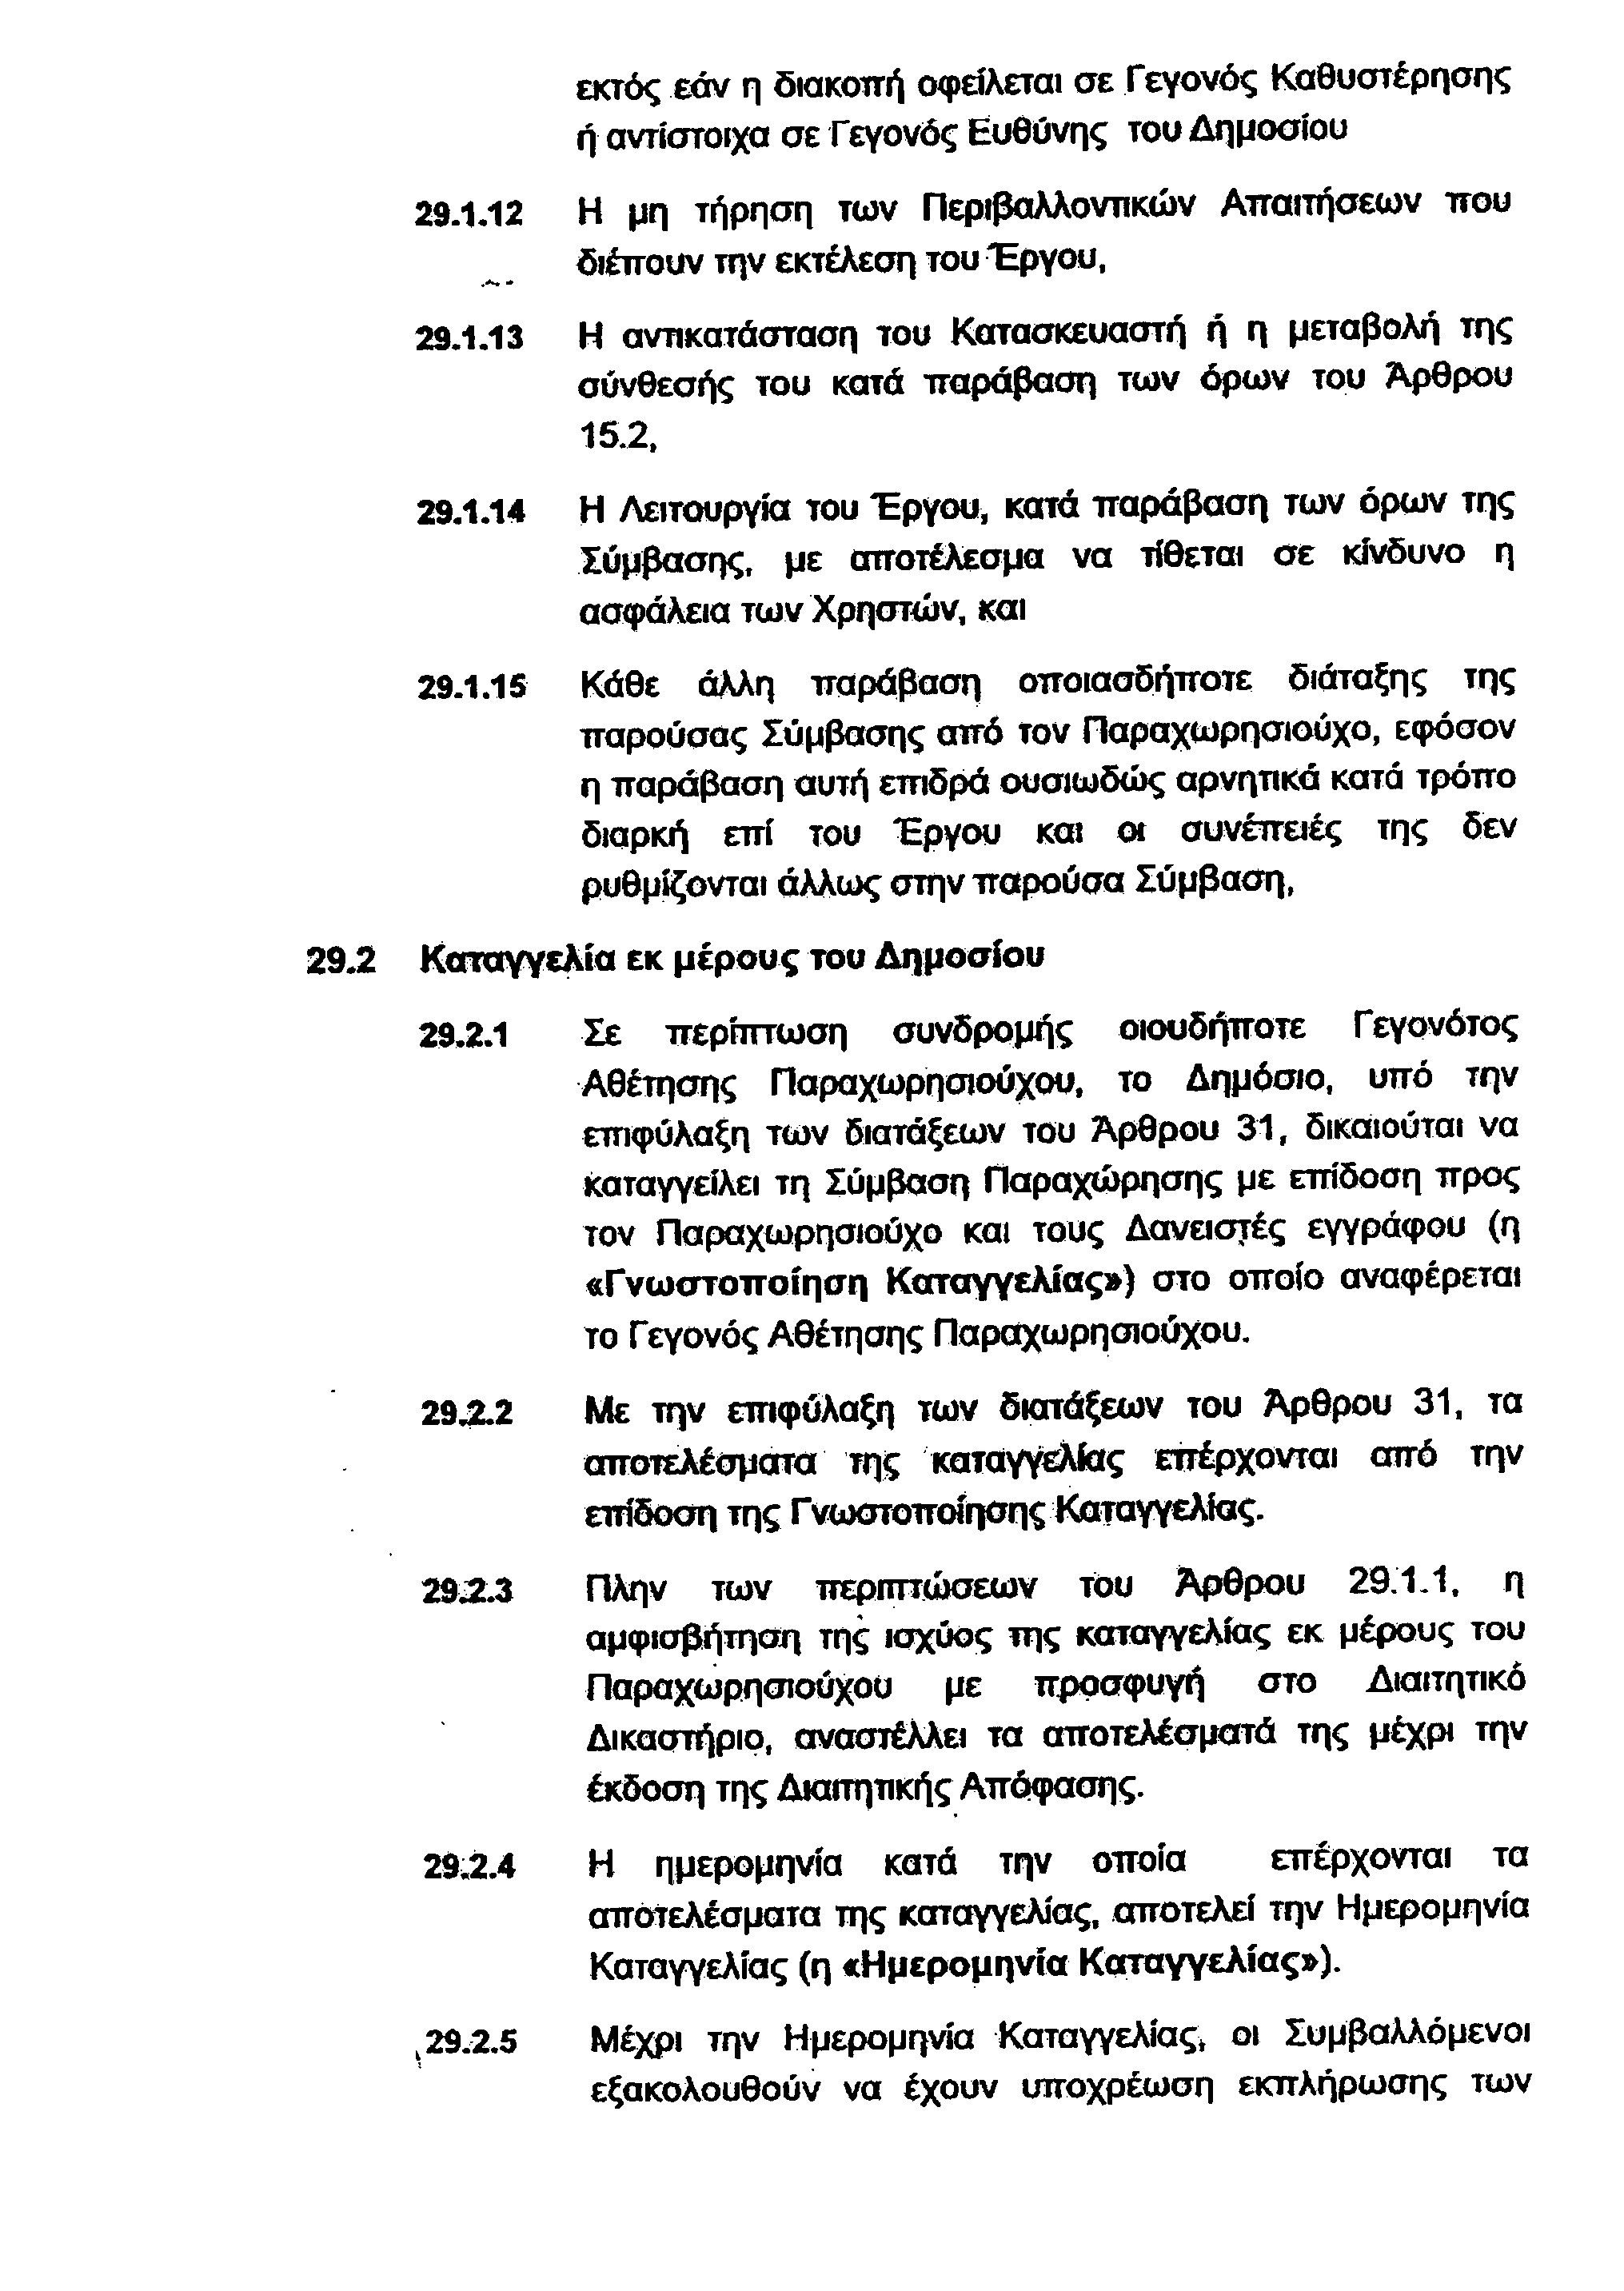 εκτός εάν η διακοπή οφείλεται σε Γεγονός Καθυστέρησης
ή αντίστοιχα σε Γεγονός Ευθύνης του Δημοσίου
29.1.12 Η μη τήρηση των Περιβαλλοντικών Απαιτήσεων που
διέπουν την εκτέλεση του Έργου,
29.1.13 Η αντικατάσταση του Κατασκευαστή ή η μεταβολή της
σύνθεσής του κατά παράβαση των όρων του Άρθρου
15.2,
29.1.14 Η Λειτουργία του Έργου, κατά παράβαση των όρων της
Σύμβασης, με αποτέλεσμα να τίθεται σε κίνδυνο η
ασφάλεια των Χρηστών, και
29.1.15 Κάθε άλλη παράβαση οποιασδήποτε διάταξης της
παρούσας Σύμβασης από τον Παραχωρησιούχο, εφόσον
η παράβαση αυτή επιδρά ουσιωδώς αρνητικά κατά τρόπο
διαρκή επί του Έργου και οι συνέπειές της δεν
ρυθμίζονται άλλως στην παρούσα Σύμβαση,
29.2 Καταγγελία εκ μέρους του Δημοσίου
29.2.1 Σε περίπτωση συνδρομής οιουδήποτε Γεγονότος
Αθέτησης Παραχωρησιούχου, το Δημόσιο, υπό την
επιφύλαξη των διατάξεων του Άρθρου 31, δικαιούται να
καταγγείλει τη Σύμβαση Παραχώρησης με επίδοση προς
τον Παραχωρησιούχο και τους Δανειστές εγγράφου (η
«Γνωστοποίηση Καταγγελίας») στο οποίο αναφέρεται
το Γεγονός Αθέτησης Παραχωρησιούχου.
29.2.2 Με την επιφύλαξη των διατάξεων του Άρθρου 31, τα
αποτελέσματα της καταγγελίας επέρχονται από την
επίδοση της Γνωστοποίησης Καταγγελίας.
29.2.3 Πλην των περιπτώσεων του Άρθρου 29.1.1, η
αμφισβήτηση της ισχύος της καταγγελίας εκ μέρους του
Παραχωρησιούχου με προσφυγή στο Διαιτητικό
Δικαστήριο, αναστέλλει τα αποτελέσματά της μέχρι την
έκδοση της Διαιτητικής Απόφασης.
29.2.4 Η ημερομηνία κατά την οποία επέρχονται τα
αποτελέσματα της καταγγελίας, αποτελεί την Ημερομηνία
Καταγγελίας (η «Ημερομηνία Καταγγελίας»).
29.2.5 Μέχρι την Ημερομηνία Καταγγελίας, οι Συμβαλλόμενοι
εξακολουθούν να έχουν υποχρέωση εκπλήρωσης των